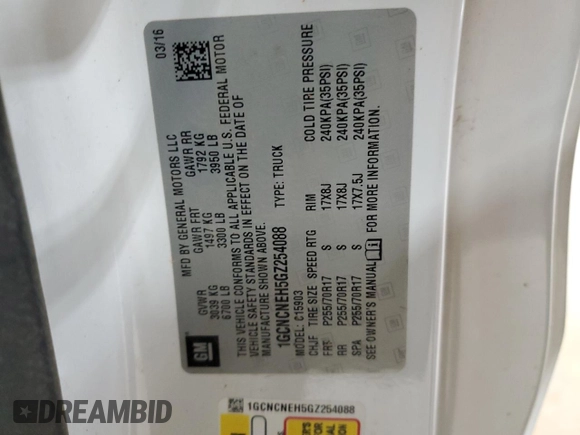 GM
MFD BY GENERAL MOTORS LLC
03/16
GVWR GAWR FRT GAWR RR
3039 KG 1497 KG 1792 KG
6700 LB 3300 LB 3950 LB
THIS VEHICLE CONFORMS TO ALL APPLICABLE U.S. FEDERAL MOTOR
VEHICLE SAFETY STANDARDS IN EFFECT ON THE DATE OF
MANUFACTURE SHOWN ABOVE.
1GCNCNEH5GZ254088 TYPE: TRUCK
MODEL: C15903
CHJF TIRE SIZE SPEED RTG RIM COLD TIRE PRESSURE
FRT P255/70R17 S 17X8J 240KPA(35PSI)
RR P255/70R17 S 17X8J 240KPA(35PSI)
SPA P255/70R17 S 17X7.5J 240KPA(35PSI)
SEE OWNER'S MANUAL i FOR MORE INFORMATION.
1GCNCNEH5GZ254088
DREAMBID